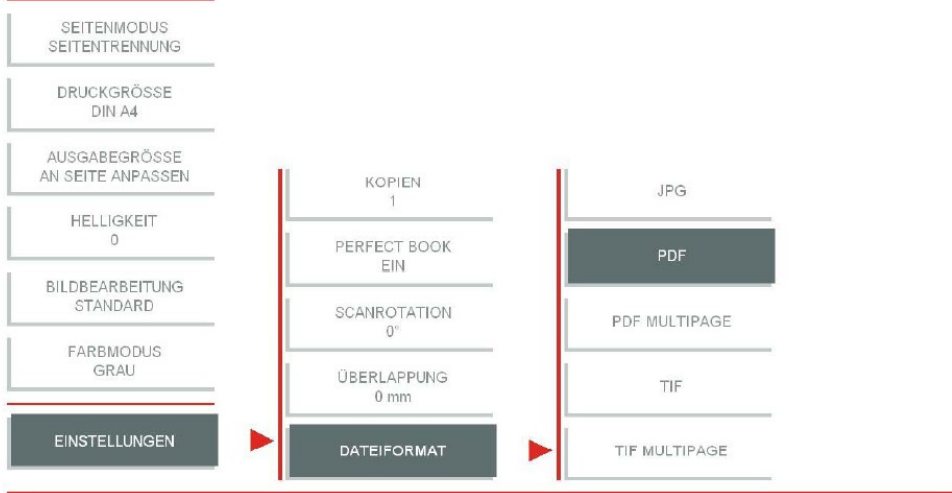 SEITENMODUS
SEITENTRENNUNG
DRUCKGRÖSSE
DIN A4
AUSGABEGRÖSSE
AN SEITE ANPASSEN
HELLIGKEIT
0
BILDBEARBEITUNG
STANDARD
FARBMODUS
GRAU
EINSTELLUNGEN
KOPIEN
1
PERFECT BOOK
EIN
SCANROTATION
0°
ÜBERLAPPUNG
0 mm
DATEIFORMAT
JPG
PDF
PDF MULTIPAGE
TIF
TIF MULTIPAGE